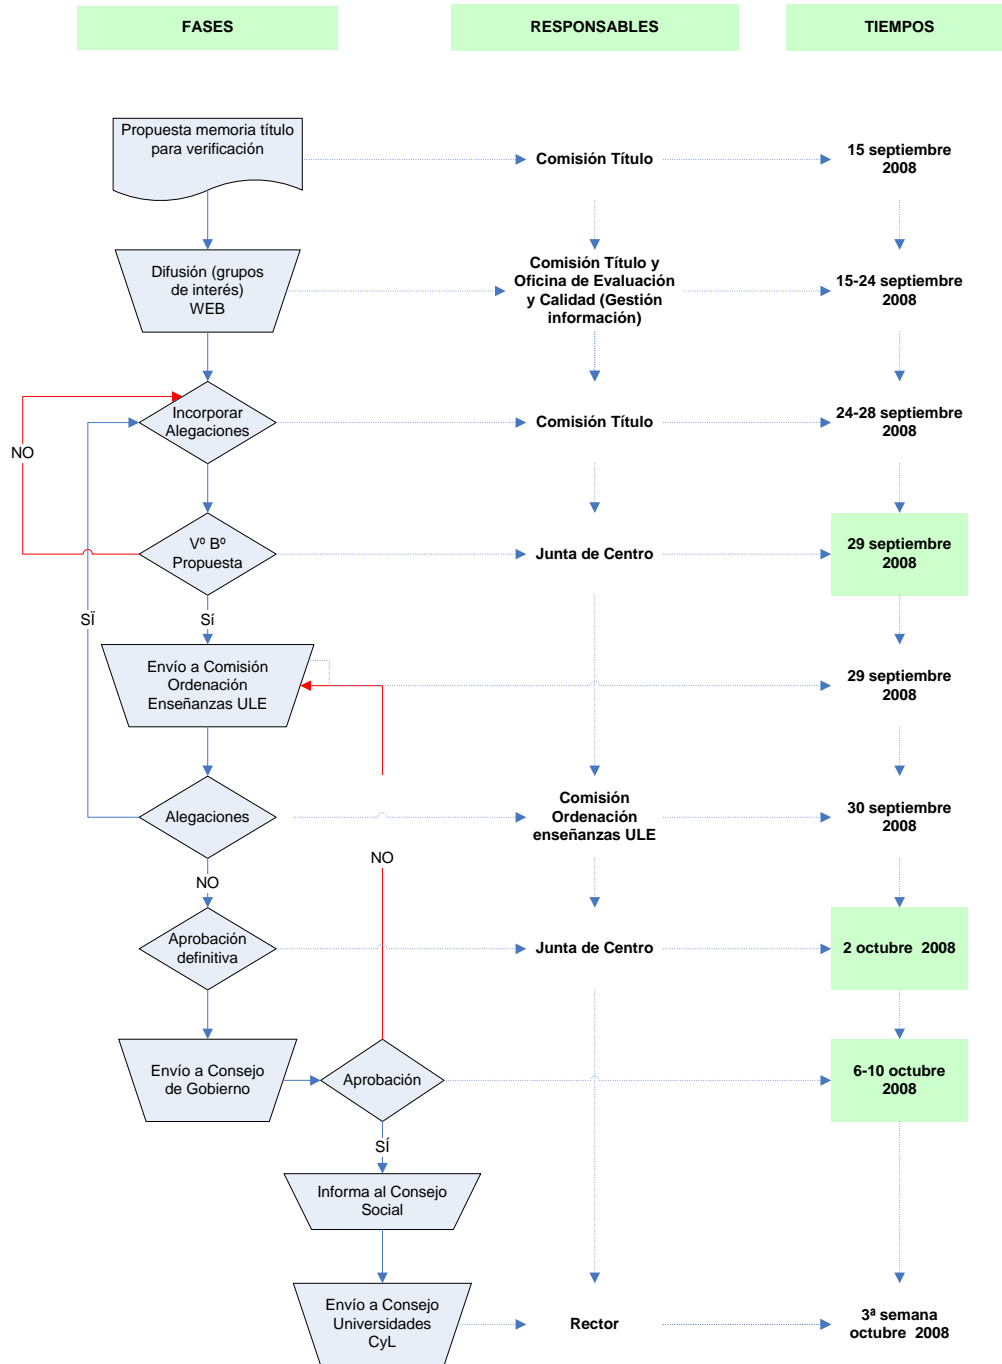 FASES
RESPONSABLES
TIEMPOS
Propuesta memoria título
para verificación
Comisión Título
15 septiembre
2008
Difusión (grupos
de interés)
WEB
Comisión Título y
Oficina de Evaluación
y Calidad (Gestión
información)
15-24 septiembre
2008
Incorporar
Alegaciones
Comisión Título
24-28 septiembre
2008
NO
Vº Bº
Propuesta
Junta de Centro
29 septiembre
2008
SÏ
Sí
Envío a Comisión
Ordenación
Enseñanzas ULE
29 septiembre
2008
Alegaciones
Comisión
Ordenación
enseñanzas ULE
30 septiembre
2008
NO
NO
Aprobación
definitiva
Junta de Centro
2 octubre 2008
Envío a Consejo
de Gobierno
Aprobación
6-10 octubre
2008
SÍ
Informa al Consejo
Social
Envío a Consejo
Universidades
CyL
Rector
3ª semana
octubre 2008